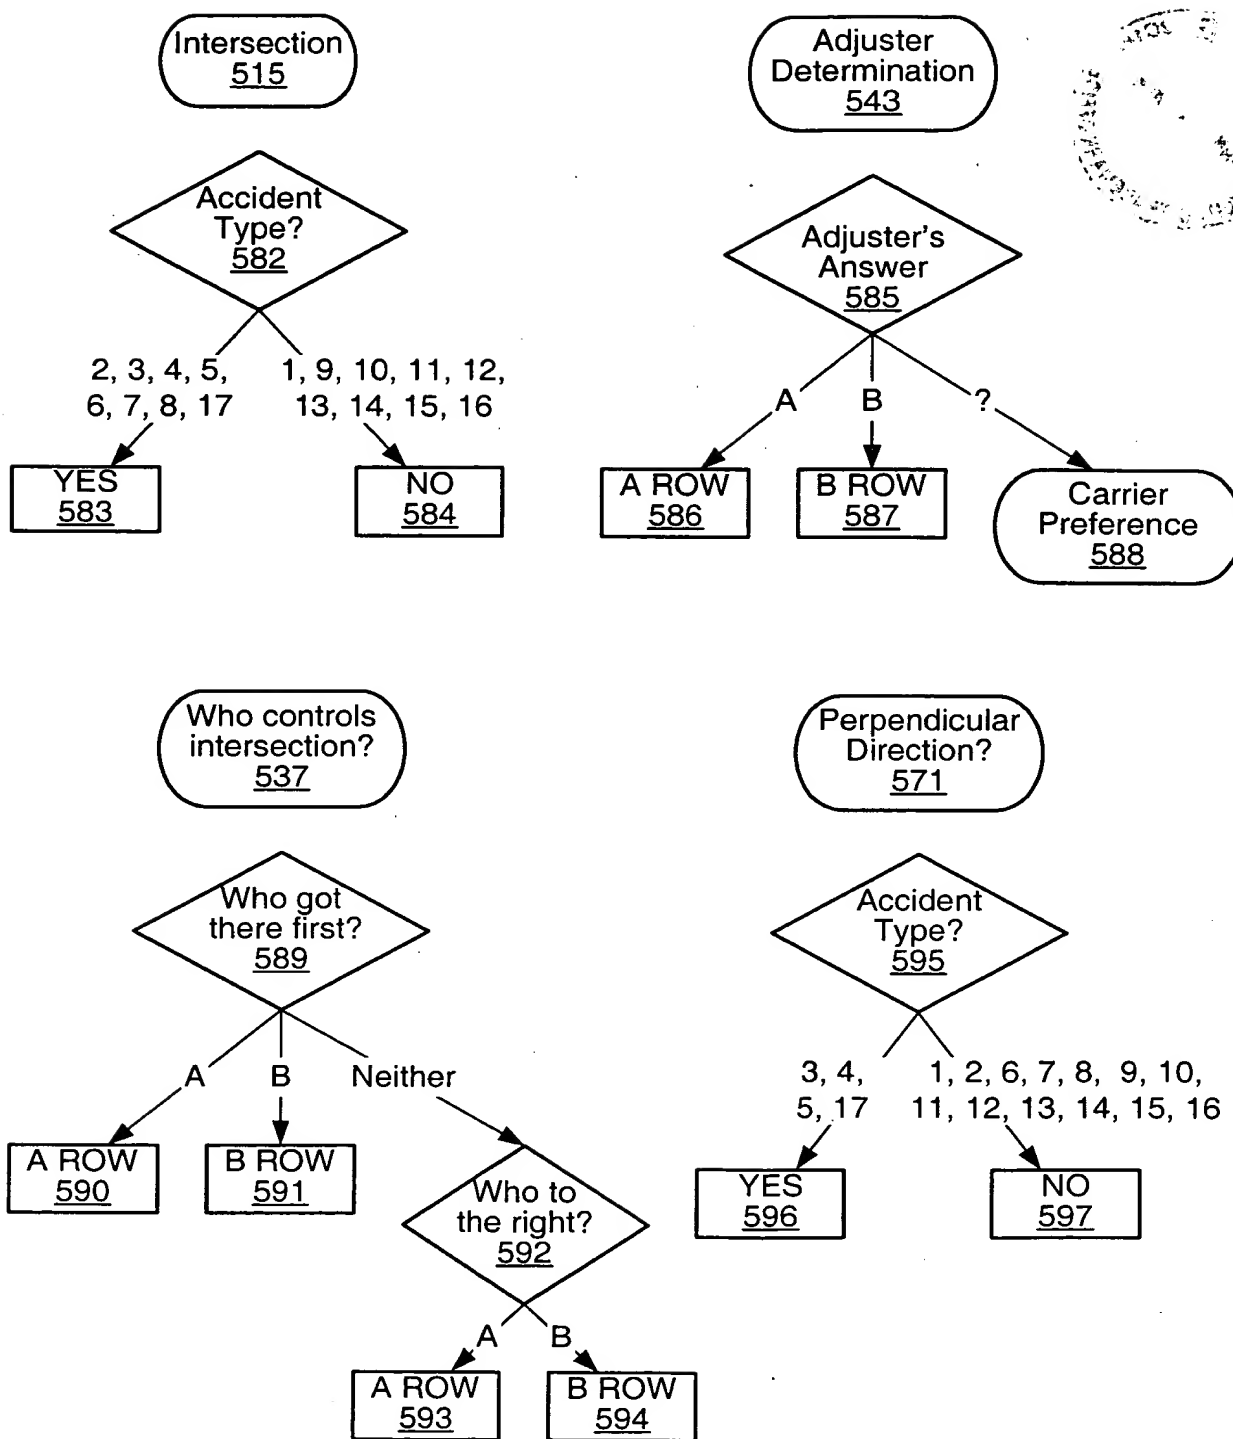 Intersection
515
Accident
Type?
582
2, 3, 4, 5,
6, 7, 8, 17
1, 9, 10, 11, 12,
13, 14, 15, 16
YES
583
NO
584
Adjuster
Determination
543
Adjuster's
Answer
585
A
B
?
A ROW
586
B ROW
587
Carrier
Preference
588
Who controls
intersection?
537
Who got
there first?
589
A
B
Neither
A ROW
590
B ROW
591
Who to
the right?
592
A
B
A ROW
593
B ROW
594
Perpendicular
Direction?
571
Accident
Type?
595
3, 4,
5, 17
1, 2, 6, 7, 8, 9, 10,
11, 12, 13, 14, 15, 16
YES
596
NO
597